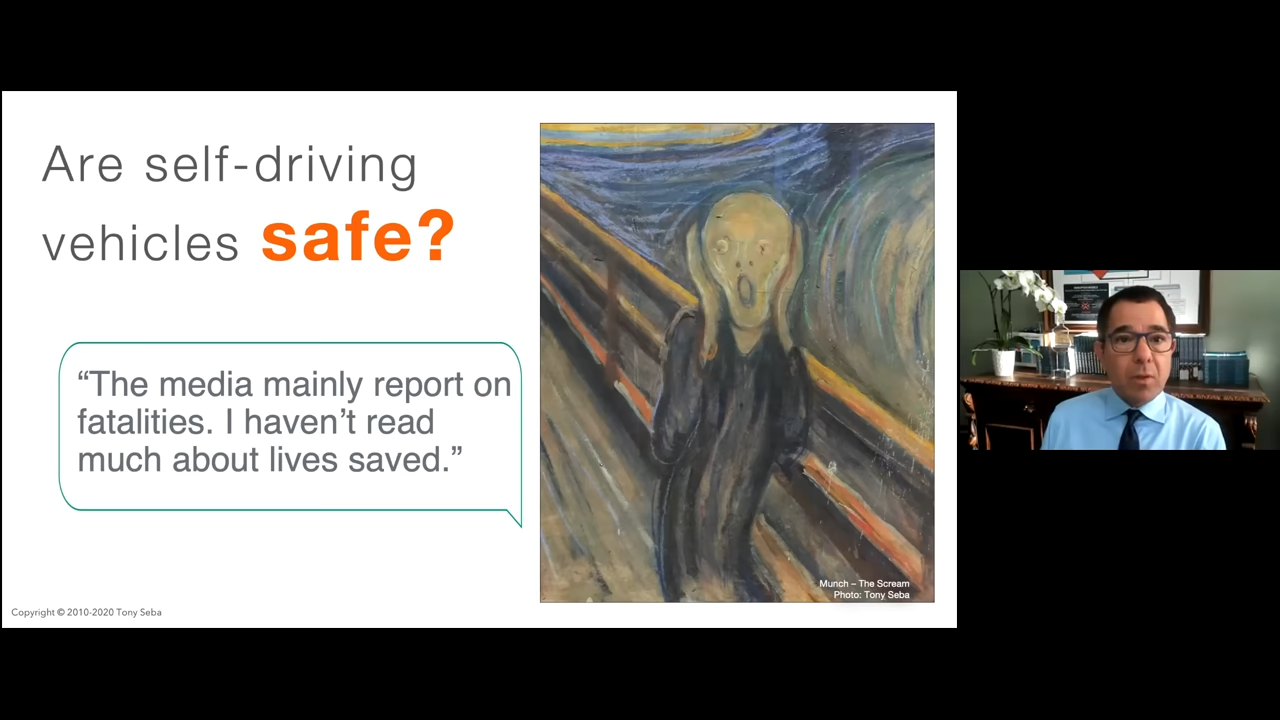 Are self-driving
vehicles safe?
“The media mainly report on
fatalities. I haven’t read
much about lives saved.”
Munch – The Scream
Photo: Tony Seba
Copyright © 2010-2020 Tony Seba